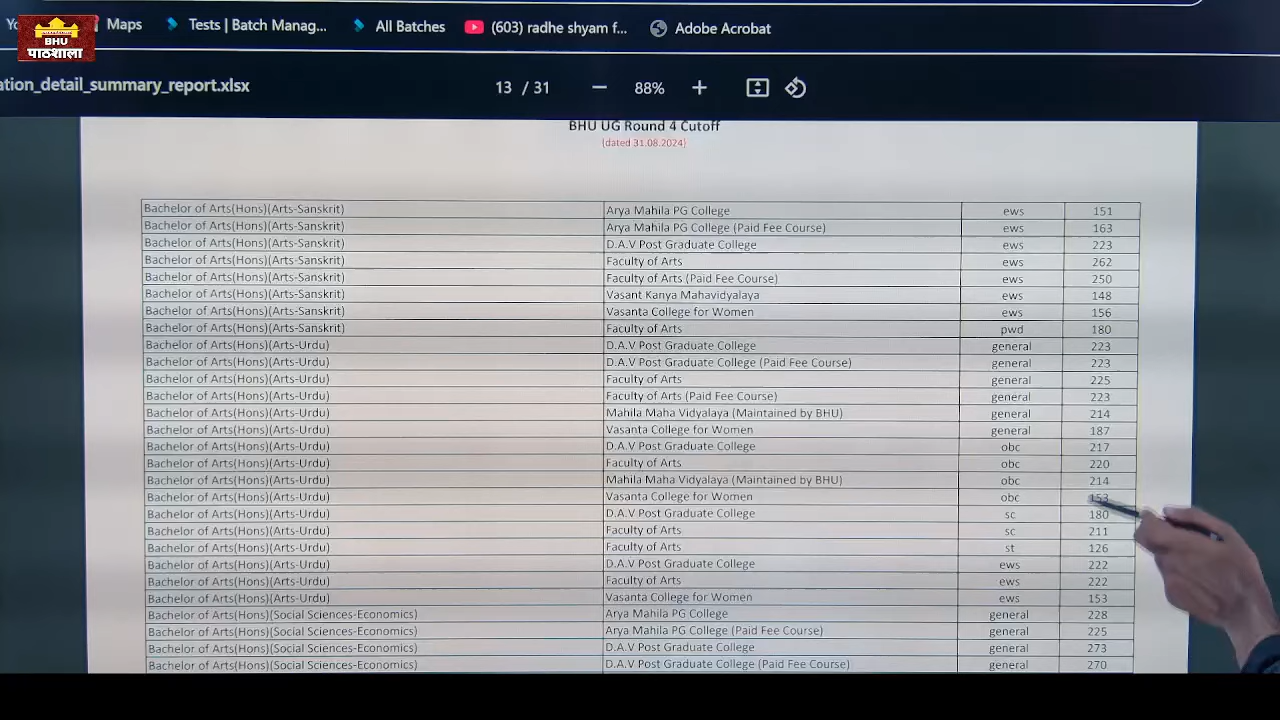 Maps Tests | Batch Manag... All Batches (603) radhe shyam f... Adobe Acrobat
BHU
पाठशाला
ation_detail_summary_report.xlsx 13 / 31 88%
BHU UG Round 4 Cutoff
(dated 31.08.2024)
Bachelor of Arts(Hons)(Arts-Sanskrit) Arya Mahila PG College ews 151
Bachelor of Arts(Hons)(Arts-Sanskrit) Arya Mahila PG College (Paid Fee Course) ews 163
Bachelor of Arts(Hons)(Arts-Sanskrit) D.A.V Post Graduate College ews 223
Bachelor of Arts(Hons)(Arts-Sanskrit) Faculty of Arts ews 262
Bachelor of Arts(Hons)(Arts-Sanskrit) Faculty of Arts (Paid Fee Course) ews 250
Bachelor of Arts(Hons)(Arts-Sanskrit) Vasant Kanya Mahavidyalaya ews 148
Bachelor of Arts(Hons)(Arts-Sanskrit) Vasanta College for Women ews 156
Bachelor of Arts(Hons)(Arts-Sanskrit) Faculty of Arts pwd 180
Bachelor of Arts(Hons)(Arts-Urdu) D.A.V Post Graduate College general 223
Bachelor of Arts(Hons)(Arts-Urdu) D.A.V Post Graduate College (Paid Fee Course) general 223
Bachelor of Arts(Hons)(Arts-Urdu) Faculty of Arts general 225
Bachelor of Arts(Hons)(Arts-Urdu) Faculty of Arts (Paid Fee Course) general 223
Bachelor of Arts(Hons)(Arts-Urdu) Mahila Maha Vidyalaya (Maintained by BHU) general 214
Bachelor of Arts(Hons)(Arts-Urdu) Vasanta College for Women general 187
Bachelor of Arts(Hons)(Arts-Urdu) D.A.V Post Graduate College obc 217
Bachelor of Arts(Hons)(Arts-Urdu) Faculty of Arts obc 220
Bachelor of Arts(Hons)(Arts-Urdu) Mahila Maha Vidyalaya (Maintained by BHU) obc 214
Bachelor of Arts(Hons)(Arts-Urdu) Vasanta College for Women obc 153
Bachelor of Arts(Hons)(Arts-Urdu) D.A.V Post Graduate College sc 180
Bachelor of Arts(Hons)(Arts-Urdu) Faculty of Arts sc 211
Bachelor of Arts(Hons)(Arts-Urdu) Faculty of Arts st 126
Bachelor of Arts(Hons)(Arts-Urdu) D.A.V Post Graduate College ews 222
Bachelor of Arts(Hons)(Arts-Urdu) Faculty of Arts ews 222
Bachelor of Arts(Hons)(Arts-Urdu) Vasanta College for Women ews 153
Bachelor of Arts(Hons)(Social Sciences-Economics) Arya Mahila PG College general 228
Bachelor of Arts(Hons)(Social Sciences-Economics) Arya Mahila PG College (Paid Fee Course) general 225
Bachelor of Arts(Hons)(Social Sciences-Economics) D.A.V Post Graduate College general 273
Bachelor of Arts(Hons)(Social Sciences-Economics) D.A.V Post Graduate College (Paid Fee Course) general 270